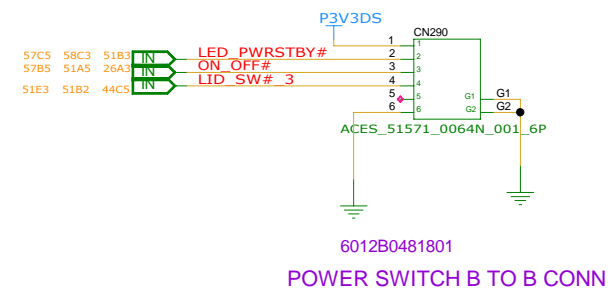 P3V3DS
CN290
57C5 58C3 51B3 IN LED_PWRSTBY# 1 1
57B5 51A5 26A3 IN ON_OFF# 2 2
51E3 51B2 44C5 IN LID_SW#_3 3 3
4 4
5 5 G1 G1
6 6 G2 G2
ACES_51571_0064N_001_6P
6012B0481801
POWER SWITCH B TO B CONN